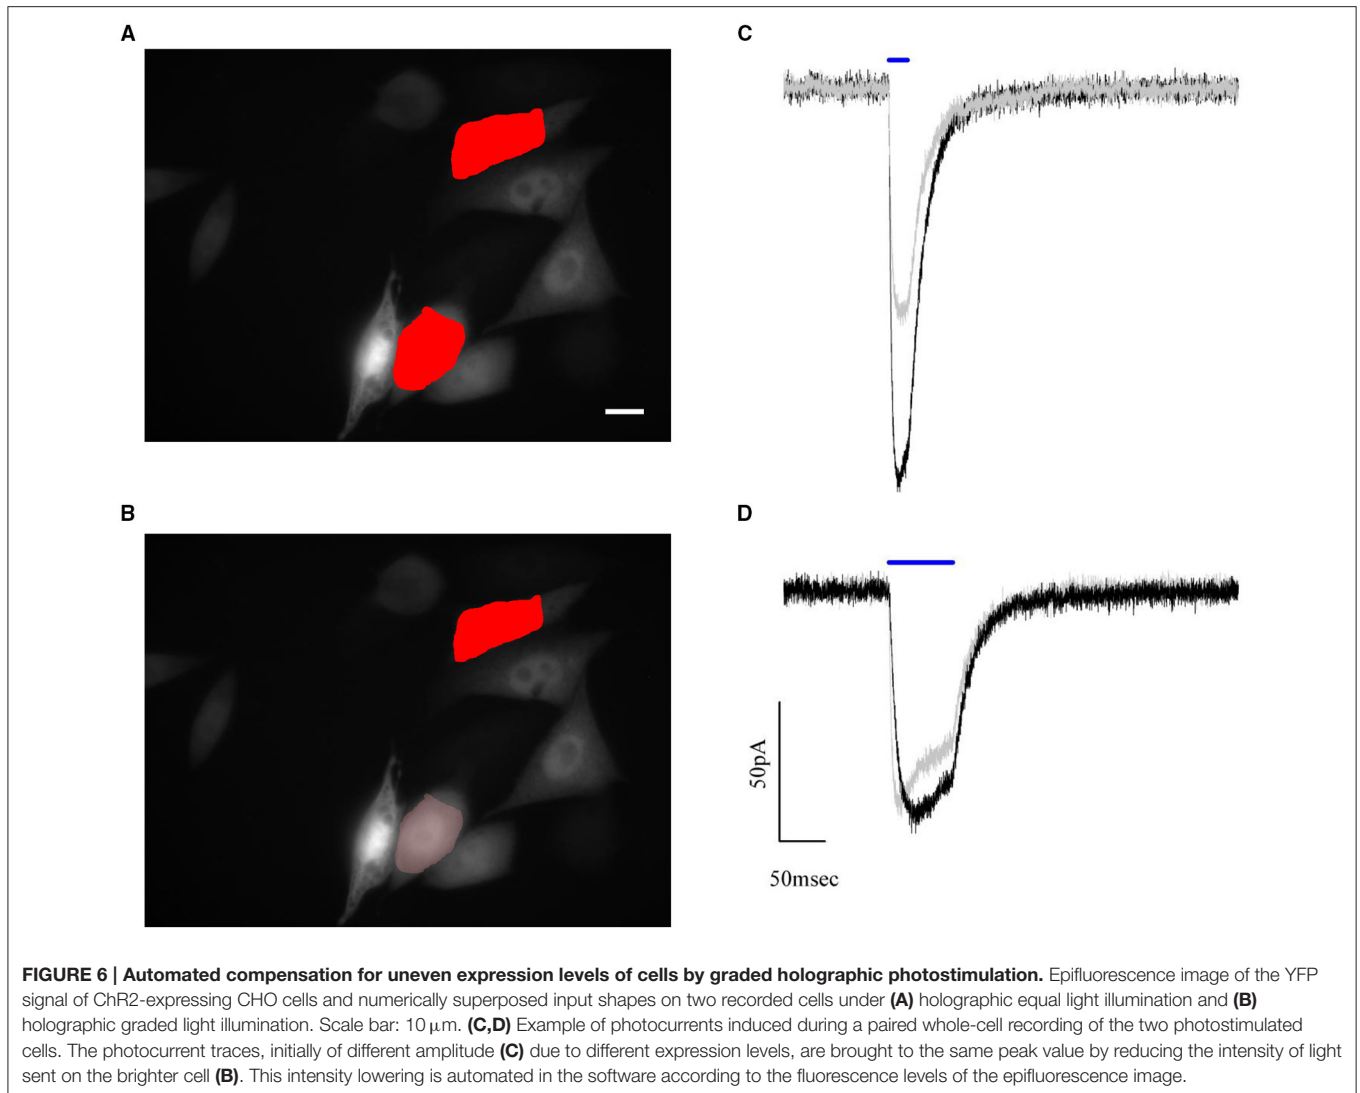 A
C
B
D
50pA
50msec
FIGURE 6 | Automated compensation for uneven expression levels of cells by graded holographic photostimulation. Epifluorescence image of the YFP
signal of ChR2-expressing CHO cells and numerically superposed input shapes on two recorded cells under (A) holographic equal light illumination and (B)
holographic graded light illumination. Scale bar: 10 μm. (C,D) Example of photocurrents induced during a paired whole-cell recording of the two photostimulated
cells. The photocurrent traces, initially of different amplitude (C) due to different expression levels, are brought to the same peak value by reducing the intensity of light
sent on the brighter cell (B). This intensity lowering is automated in the software according to the fluorescence levels of the epifluorescence image.